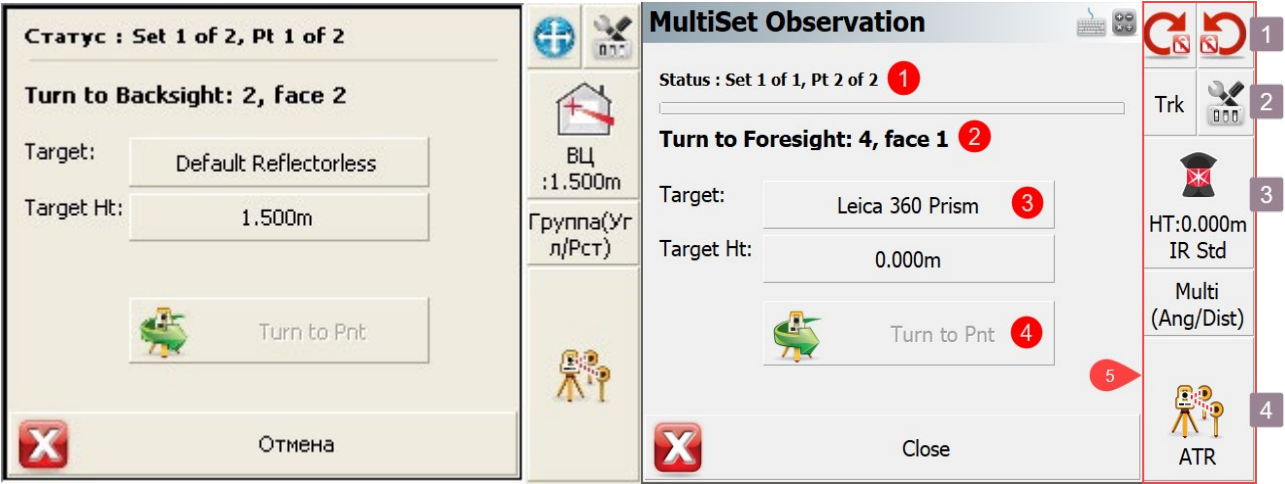 Статус : Set 1 of 2, Pt 1 of 2
Turn to Backsight: 2, face 2
Target:
Default Reflectorless
Target Ht:
1.500m
Turn to Pnt
Отмена
ВЦ
:1.500m
Группа(Уг
л/Рст)
MultiSet Observation
Status : Set 1 of 1, Pt 2 of 2
1
Turn to Foresight: 4, face 1
2
Target:
Leica 360 Prism
3
Target Ht:
0.000m
Turn to Pnt
4
5
Close
1
Trk
2
3
HT:0.000m
IR Std
Multi
(Ang/Dist)
4
ATR